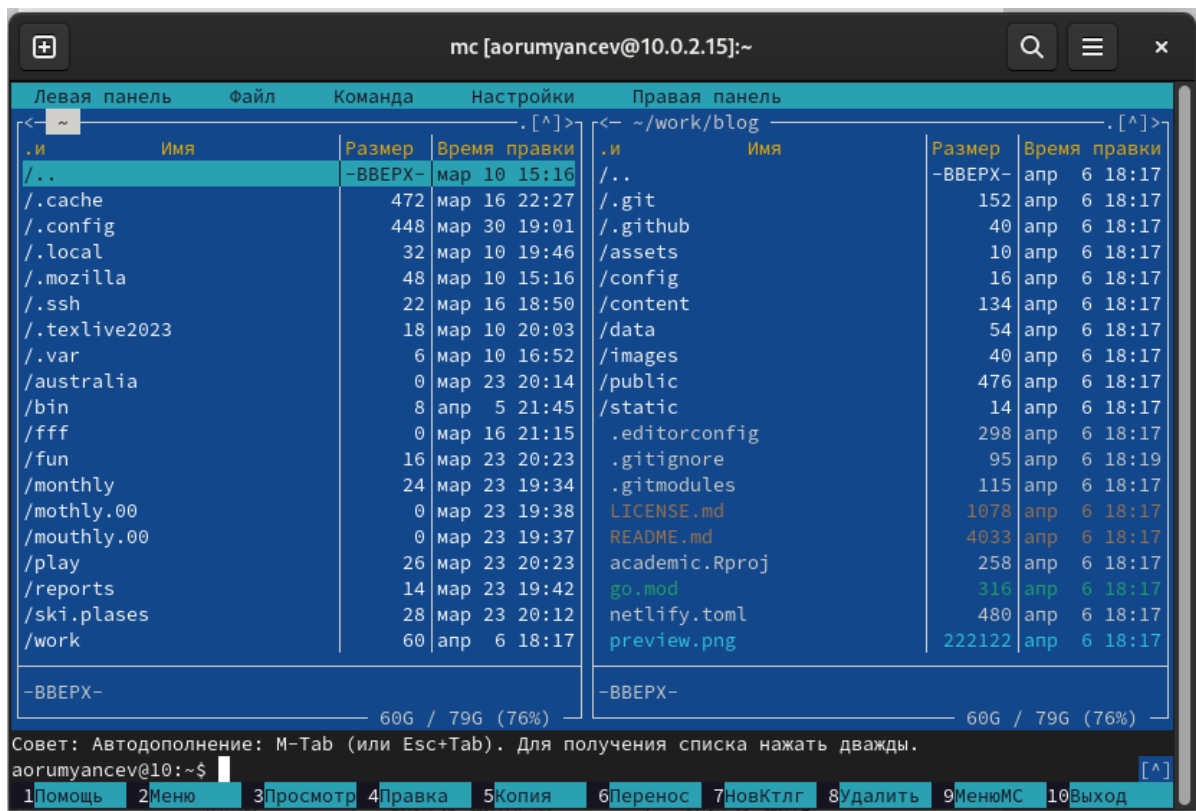 mc [aorumyancev@10.0.2.15]:~
Левая панель Файл Команда Настройки Правая панель
<— ~ .[^]> <— ~/work/blog .[^]>
.и Имя Размер Время правки .и Имя Размер Время правки
/.. -ВВЕРХ- мар 10 15:16 /.. -ВВЕРХ- апр 6 18:17
/.cache 472 мар 16 22:27 /.git 152 апр 6 18:17
/.config 448 мар 30 19:01 /.github 40 апр 6 18:17
/.local 32 мар 10 19:46 /assets 10 апр 6 18:17
/.mozilla 48 мар 10 15:16 /config 16 апр 6 18:17
/.ssh 22 мар 16 18:50 /content 134 апр 6 18:17
/.texlive2023 18 мар 10 20:03 /data 54 апр 6 18:17
/.var 6 мар 10 16:52 /images 40 апр 6 18:17
/australia 0 мар 23 20:14 /public 476 апр 6 18:17
/bin 8 апр 5 21:45 /static 14 апр 6 18:17
/fff 0 мар 16 21:15 .editorconfig 298 апр 6 18:17
/fun 16 мар 23 20:23 .gitignore 95 апр 6 18:19
/monthly 24 мар 23 19:34 .gitmodules 115 апр 6 18:17
/mothly.00 0 мар 23 19:38 LICENSE.md 1078 апр 6 18:17
/mouthly.00 0 мар 23 19:37 README.md 4033 апр 6 18:17
/play 26 мар 23 20:23 academic.Rproj 258 апр 6 18:17
/reports 14 мар 23 19:42 go.mod 316 апр 6 18:17
/ski.plases 28 мар 23 20:12 netlify.toml 480 апр 6 18:17
/work 60 апр 6 18:17 preview.png 222122 апр 6 18:17
-ВВЕРХ- -ВВЕРХ-
60G / 79G (76%) 60G / 79G (76%)
Совет: Автодополнение: M-Tab (или Esc+Tab). Для получения списка нажать дважды.
aorumyancev@10:~$ [^]
1Помощь 2Меню 3Просмотр 4Правка 5Копия 6Перенос 7НовКтлг 8Удалить 9МенюMC 10Выход